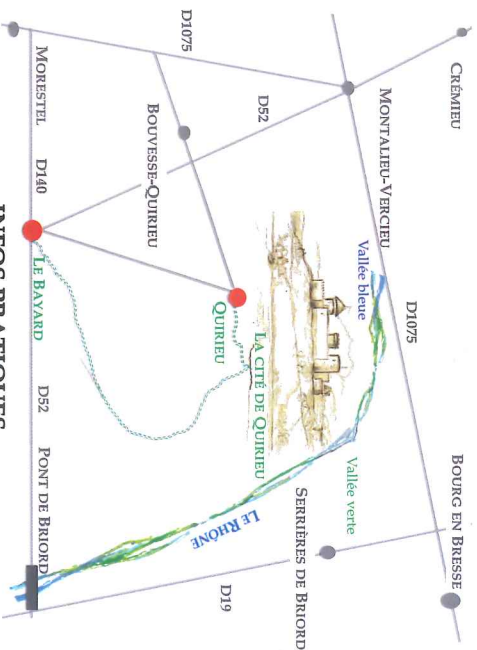 CRÉMIEU
BOURG EN BRESSE
D1075
MONTALIEU-VERCIEU
D1075
Vallée bleue
Vallée verte
D52
SERRIÈRES DE BRIORD
BOUVESSE-QUIRIEU
LA CITÉ DE QUIRIEU
QUIRIEU
LE RHÔNE
D19
MORESTEL
D140
LE BAYARD
D52
PONT DE BRIORD
INFOS PRATIQUES